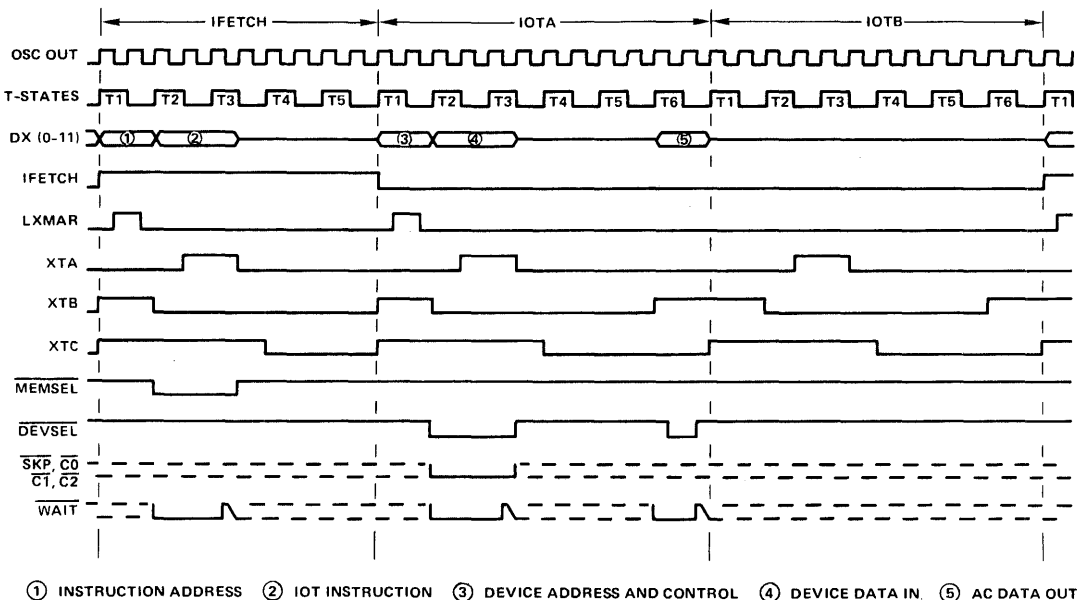 IFETCH IOTA IOTB
OSC OUT
T-STATES T1 T2 T3 T4 T5 T1 T2 T3 T4 T5 T6 T1 T2 T3 T4 T5 T6 T1
DX (0-11) ① ② ③ ④ ⑤
IFETCH
LXMAR
XTA
XTB
XTC
MEMSEL
DEVSEL
SKP, C0
C1, C2
WAIT
① INSTRUCTION ADDRESS ② IOT INSTRUCTION ③ DEVICE ADDRESS AND CONTROL ④ DEVICE DATA IN. ⑤ AC DATA OUT